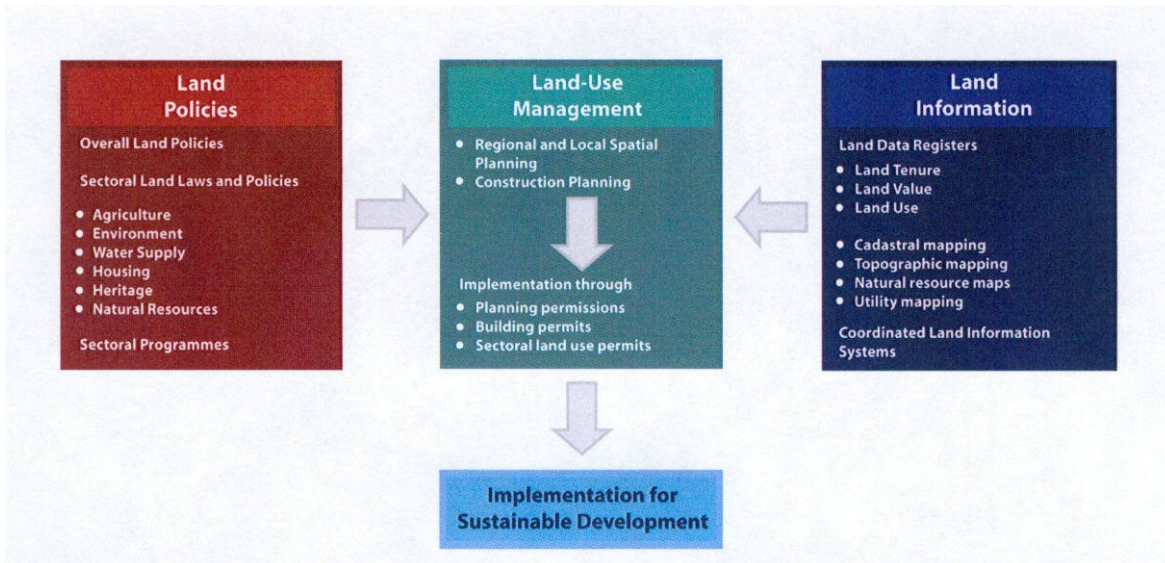 Land
Policies
Overall Land Policies
Sectoral Land Laws and Policies
• Agriculture
• Environment
• Water Supply
• Housing
• Heritage
• Natural Resources
Sectoral Programmes
Land-Use
Management
• Regional and Local Spatial
Planning
• Construction Planning
Implementation through
• Planning permissions
• Building permits
• Sectoral land use permits
Land
Information
Land Data Registers
• Land Tenure
• Land Value
• Land Use
• Cadastral mapping
• Topographic mapping
• Natural resource maps
• Utility mapping
Coordinated Land Information
Systems
Implementation for
Sustainable Development